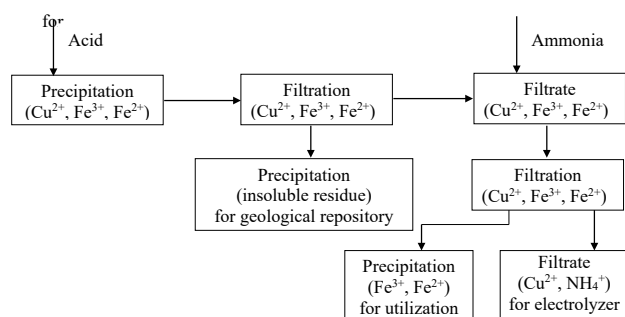 for
Acid
Ammonia
Precipitation
(Cu²⁺, Fe³⁺, Fe²⁺)
Filtration
(Cu²⁺, Fe³⁺, Fe²⁺)
Filtrate
(Cu²⁺, Fe³⁺, Fe²⁺)
Precipitation
(insoluble residue)
for geological repository
Filtration
(Cu²⁺, Fe³⁺, Fe²⁺)
Precipitation
(Fe³⁺, Fe²⁺)
for utilization
Filtrate
(Cu²⁺, NH₄⁺)
for electrolyzer